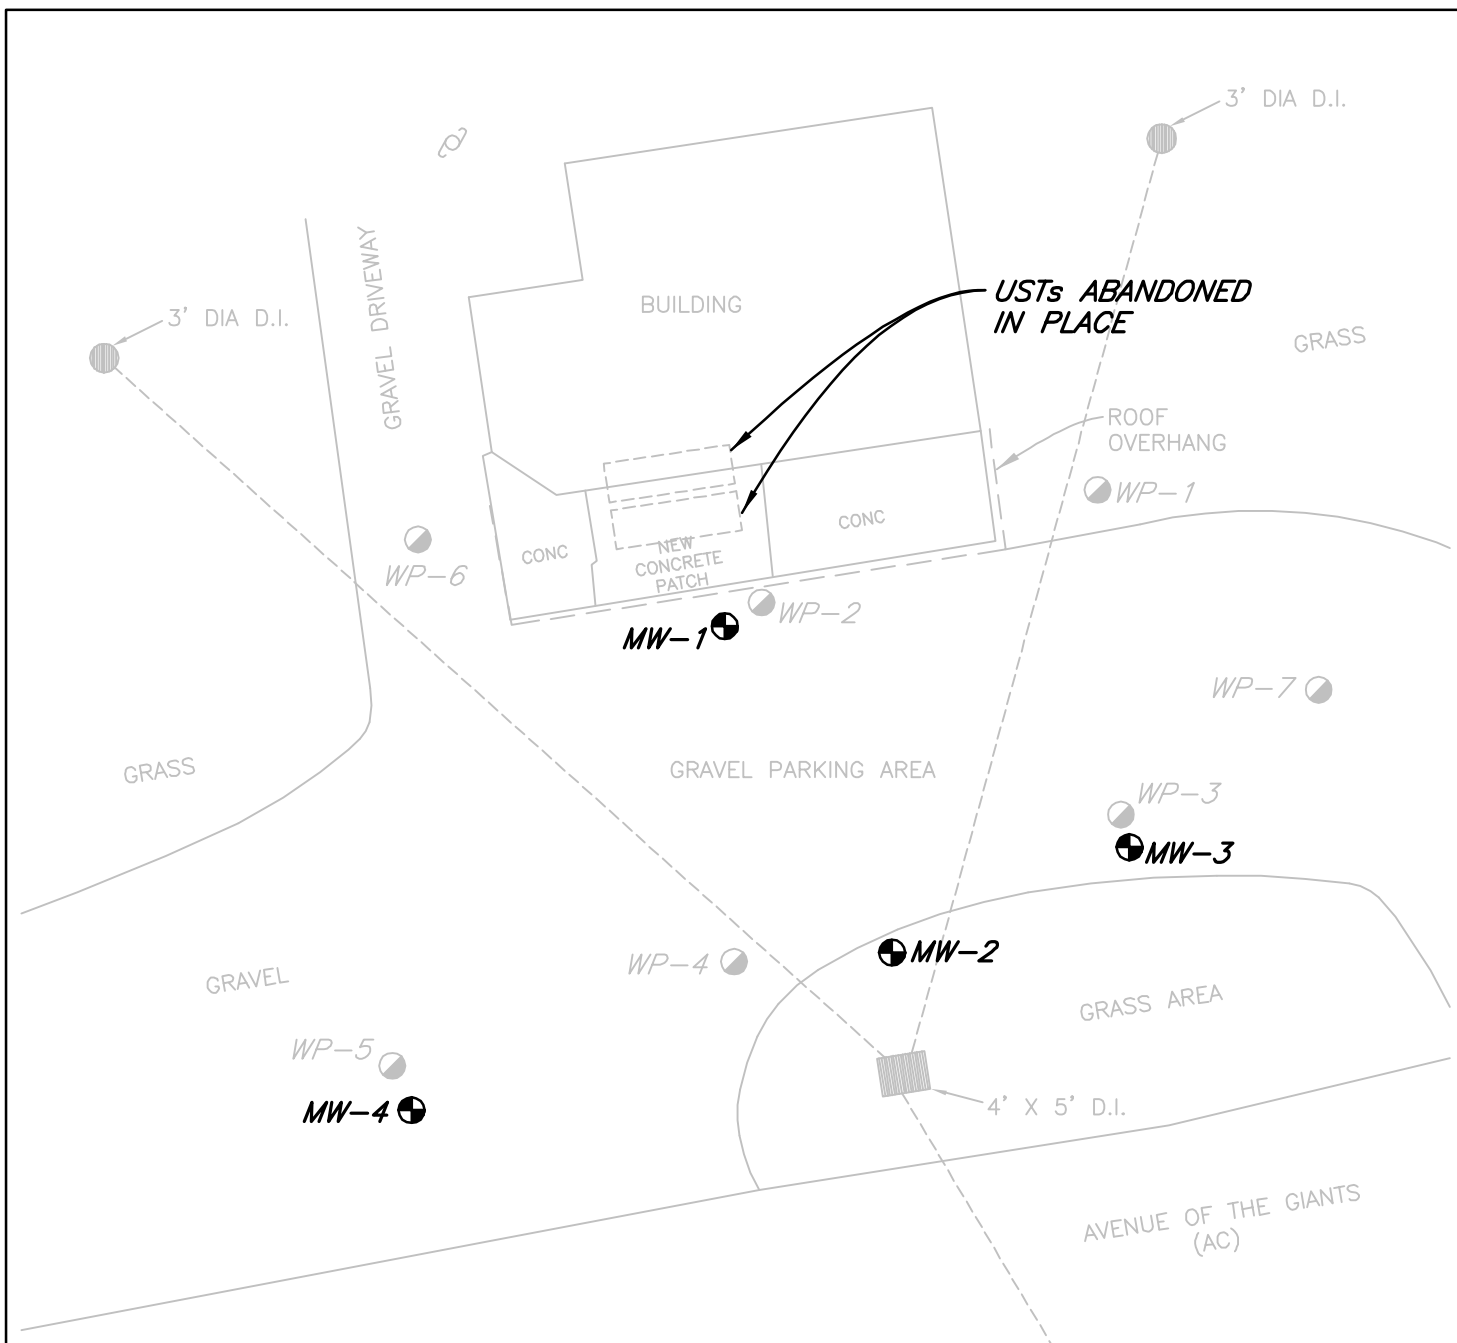 3' DIA D.I.
GRAVEL DRIVEWAY
BUILDING
USTs ABANDONED
IN PLACE
3' DIA D.I.
GRASS
ROOF
OVERHANG
WP-1
CONC
CONC
NEW
CONCRETE
PATCH
WP-6
WP-2
MW-1
WP-7
GRASS
GRAVEL PARKING AREA
WP-3
MW-3
MW-2
WP-4
GRAVEL
GRASS AREA
WP-5
MW-4
4' X 5' D.I.
AVENUE OF THE GIANTS
(AC)